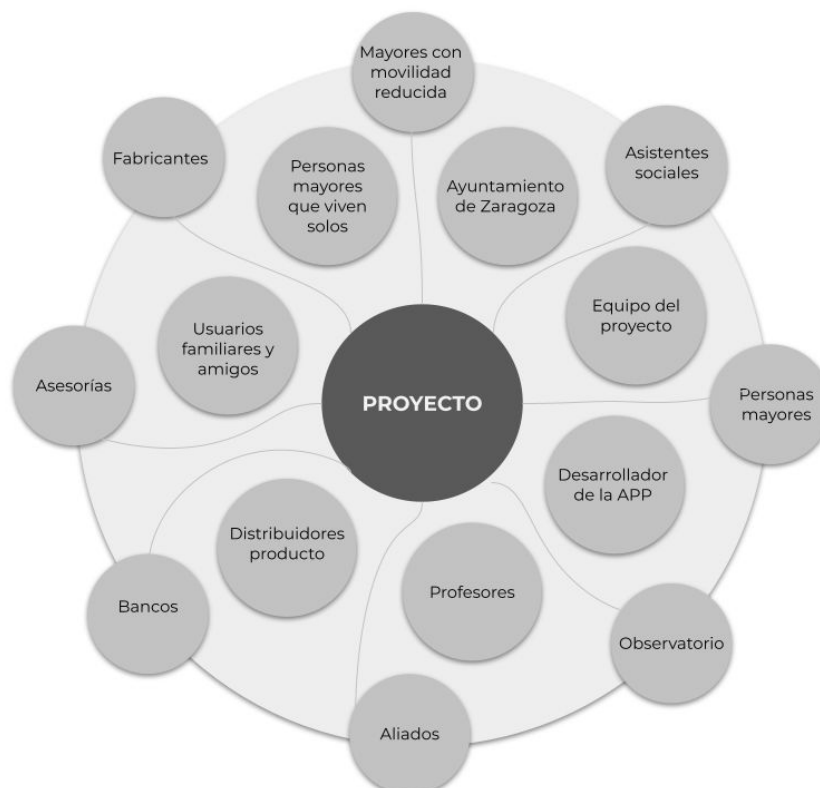 Mayores con
movilidad
reducida
Fabricantes
Personas
mayores
que viven
solos
Ayuntamiento
de Zaragoza
Asistentes
sociales
Usuarios
familiares y
amigos
Equipo del
proyecto
Asesorías
PROYECTO
Personas
mayores
Distribuidores
producto
Desarrollador
de la APP
Bancos
Profesores
Observatorio
Aliados